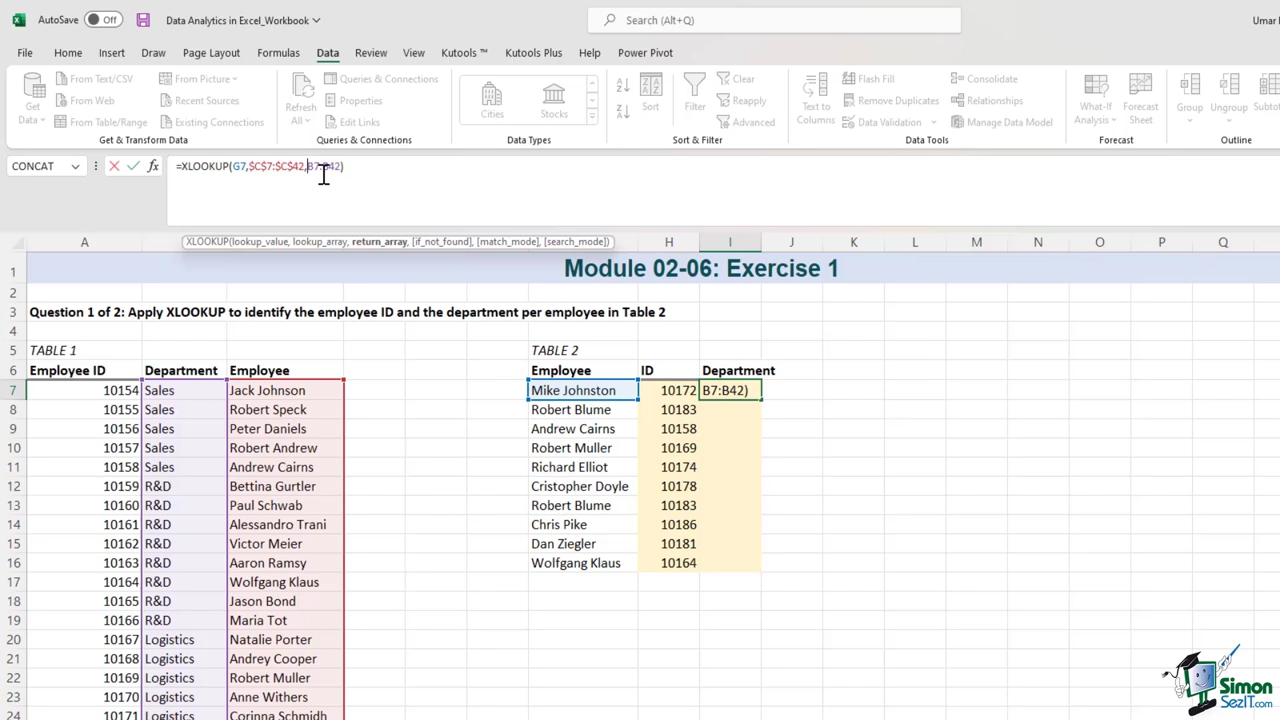 AutoSave Off Data Analytics in Excel_Workbook Search (Alt+Q) Umar
File Home Insert Draw Page Layout Formulas Data Review View Kutools ™ Kutools Plus Help Power Pivot
Get Data
From Text/CSV
From Web
From Table/Range
From Picture
Recent Sources
Existing Connections
Get & Transform Data
Refresh All
Queries & Connections
Properties
Edit Links
Queries & Connections
Cities
Stocks
Data Types
Sort
Filter
Clear
Reapply
Advanced
Sort & Filter
Text to Columns
Flash Fill
Remove Duplicates
Data Validation
Consolidate
Relationships
Manage Data Model
Data Tools
What-If Analysis
Forecast Sheet
Forecast
Group
Ungroup
Outline
CONCAT fx =XLOOKUP(G7,$C$7:$C$42,B7:B42)
XLOOKUP(lookup_value, lookup_array, return_array, [if_not_found], [match_mode], [search_mode])
A H I J K L M N O P Q
1 Module 02-06: Exercise 1
2
3 Question 1 of 2: Apply XLOOKUP to identify the employee ID and the department per employee in Table 2
4
5 TABLE 1 TABLE 2
6 Employee ID Department Employee Employee ID Department
7 10154 Sales Jack Johnson Mike Johnston 10172 B7:B42)
8 10155 Sales Robert Speck Robert Blume 10183
9 10156 Sales Peter Daniels Andrew Cairns 10158
10 10157 Sales Robert Andrew Robert Muller 10169
11 10158 Sales Andrew Cairns Richard Elliot 10174
12 10159 R&D Bettina Gurtler Cristopher Doyle 10178
13 10160 R&D Paul Schwab Robert Blume 10183
14 10161 R&D Alessandro Trani Chris Pike 10186
15 10162 R&D Victor Meier Dan Ziegler 10181
16 10163 R&D Aaron Ramsy Wolfgang Klaus 10164
17 10164 R&D Wolfgang Klaus
18 10165 R&D Jason Bond
19 10166 R&D Maria Tot
20 10167 Logistics Natalie Porter
21 10168 Logistics Andrey Cooper
22 10169 Logistics Robert Muller
23 10170 Logistics Anne Withers
24 10171 Logistics Corinna Schmidh
Simon
SezIT.com